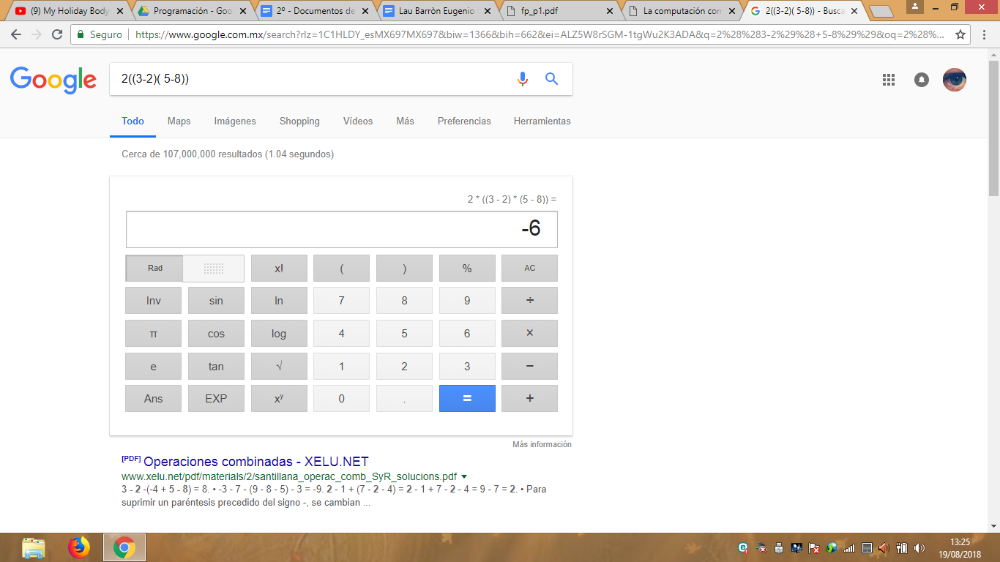 (9) My Holiday Body
Programación - Goo
2º - Documentos de
Lau Barròn Eugenio
fp_p1.pdf
La computación con
2((3-2)( 5-8)) - Busca
Seguro
https://www.google.com.mx/search?rlz=1C1HLDY_esMX697MX697&biw=1366&bih=662&ei=ALZ5W8rSGM-1tgWu2K3ADA&q=2%28%283-2%29%28+5-8%29%29&oq=2%28%...
Google
2((3-2)( 5-8))
Todo Maps Imágenes Shopping Vídeos Más Preferencias Herramientas
Cerca de 107,000,000 resultados (1.04 segundos)
2 * ((3 - 2) * (5 - 8)) =
-6
Rad x! ( ) % AC
Inv sin ln 7 8 9 ÷
π cos log 4 5 6 ×
e tan √ 1 2 3 −
Ans EXP xʸ 0 . = +
Más información
[PDF] Operaciones combinadas - XELU.NET
www.xelu.net/pdf/materials/2/santillana_operac_comb_SyR_solucions.pdf
3 - 2 -(-4 + 5 - 8) = 8. • -3 - 7 - (9 - 8 - 5) - 3 = -9. 2 - 1 + (7 - 2 - 4) = 2 - 1 + 7 - 2 - 4 = 9 - 7 = 2. • Para
suprimir un paréntesis precedido del signo -, se cambian ...
13:25
19/08/2018